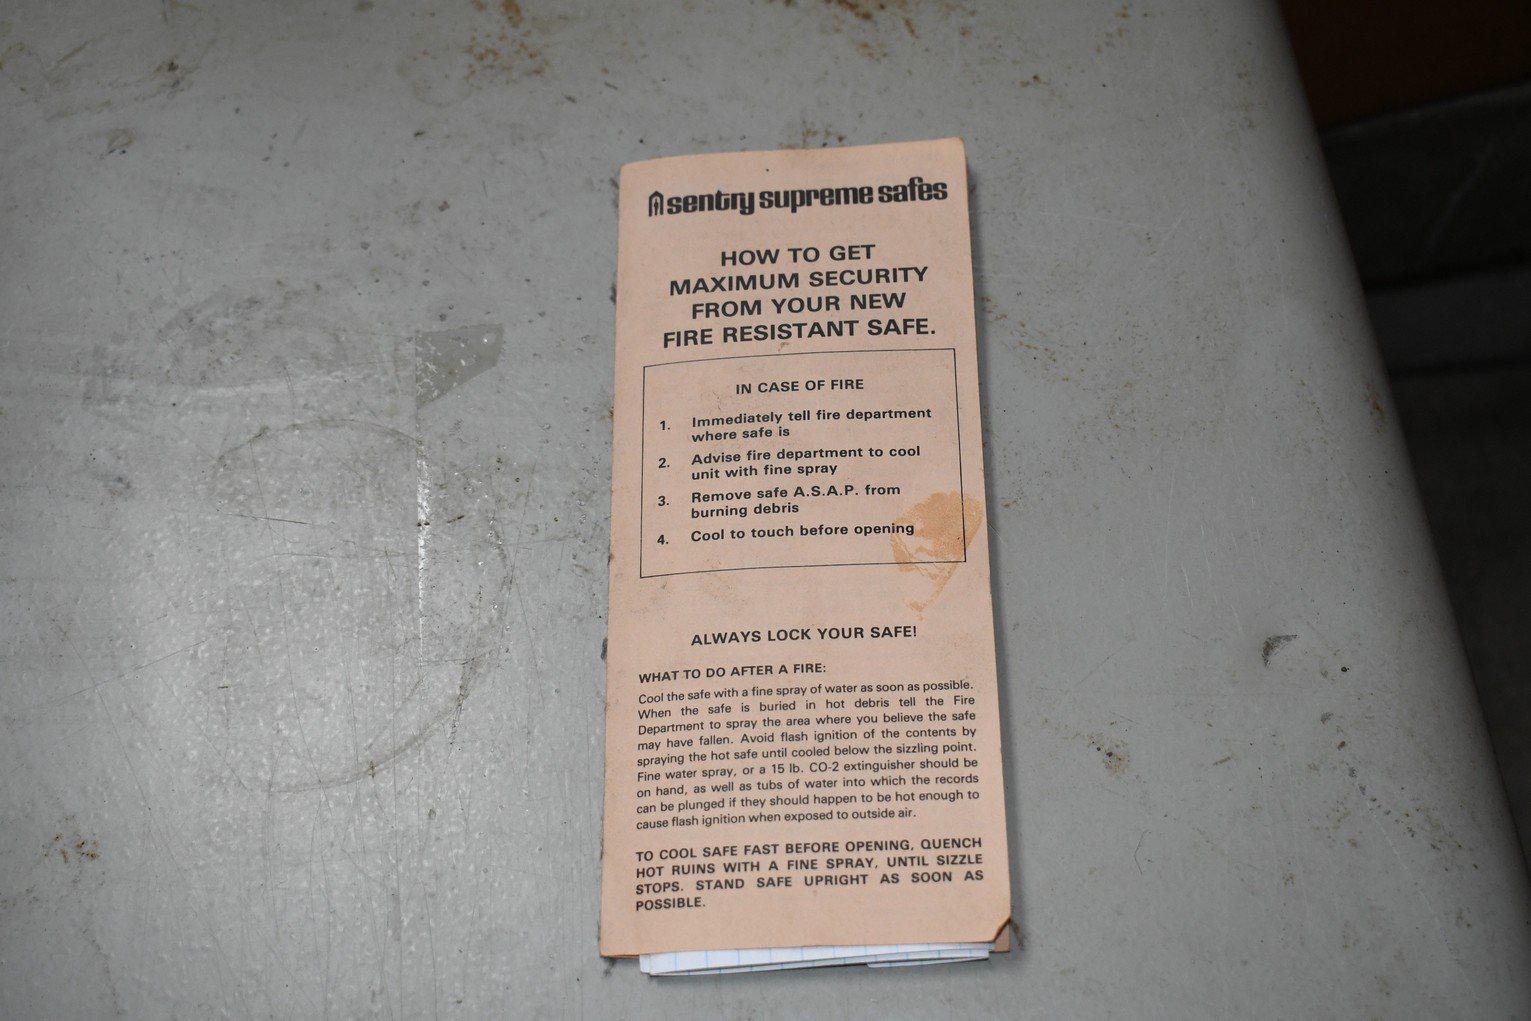 sentry supreme safes
HOW TO GET
MAXIMUM SECURITY
FROM YOUR NEW
FIRE RESISTANT SAFE.
IN CASE OF FIRE
1. Immediately tell fire department
where safe is
2. Advise fire department to cool
unit with fine spray
3. Remove safe A.S.A.P. from
burning debris
4. Cool to touch before opening
ALWAYS LOCK YOUR SAFE!
WHAT TO DO AFTER A FIRE:
Cool the safe with a fine spray of water as soon as possible.
When the safe is buried in hot debris tell the Fire
Department to spray the area where you believe the safe
may have fallen. Avoid flash ignition of the contents by
spraying the hot safe until cooled below the sizzling point.
Fine water spray, or a 15 lb. CO-2 extinguisher should be
on hand, as well as tubs of water into which the records
can be plunged if they should happen to be hot enough to
cause flash ignition when exposed to outside air.
TO COOL SAFE FAST BEFORE OPENING, QUENCH
HOT RUINS WITH A FINE SPRAY, UNTIL SIZZLE
STOPS. STAND SAFE UPRIGHT AS SOON AS
POSSIBLE.